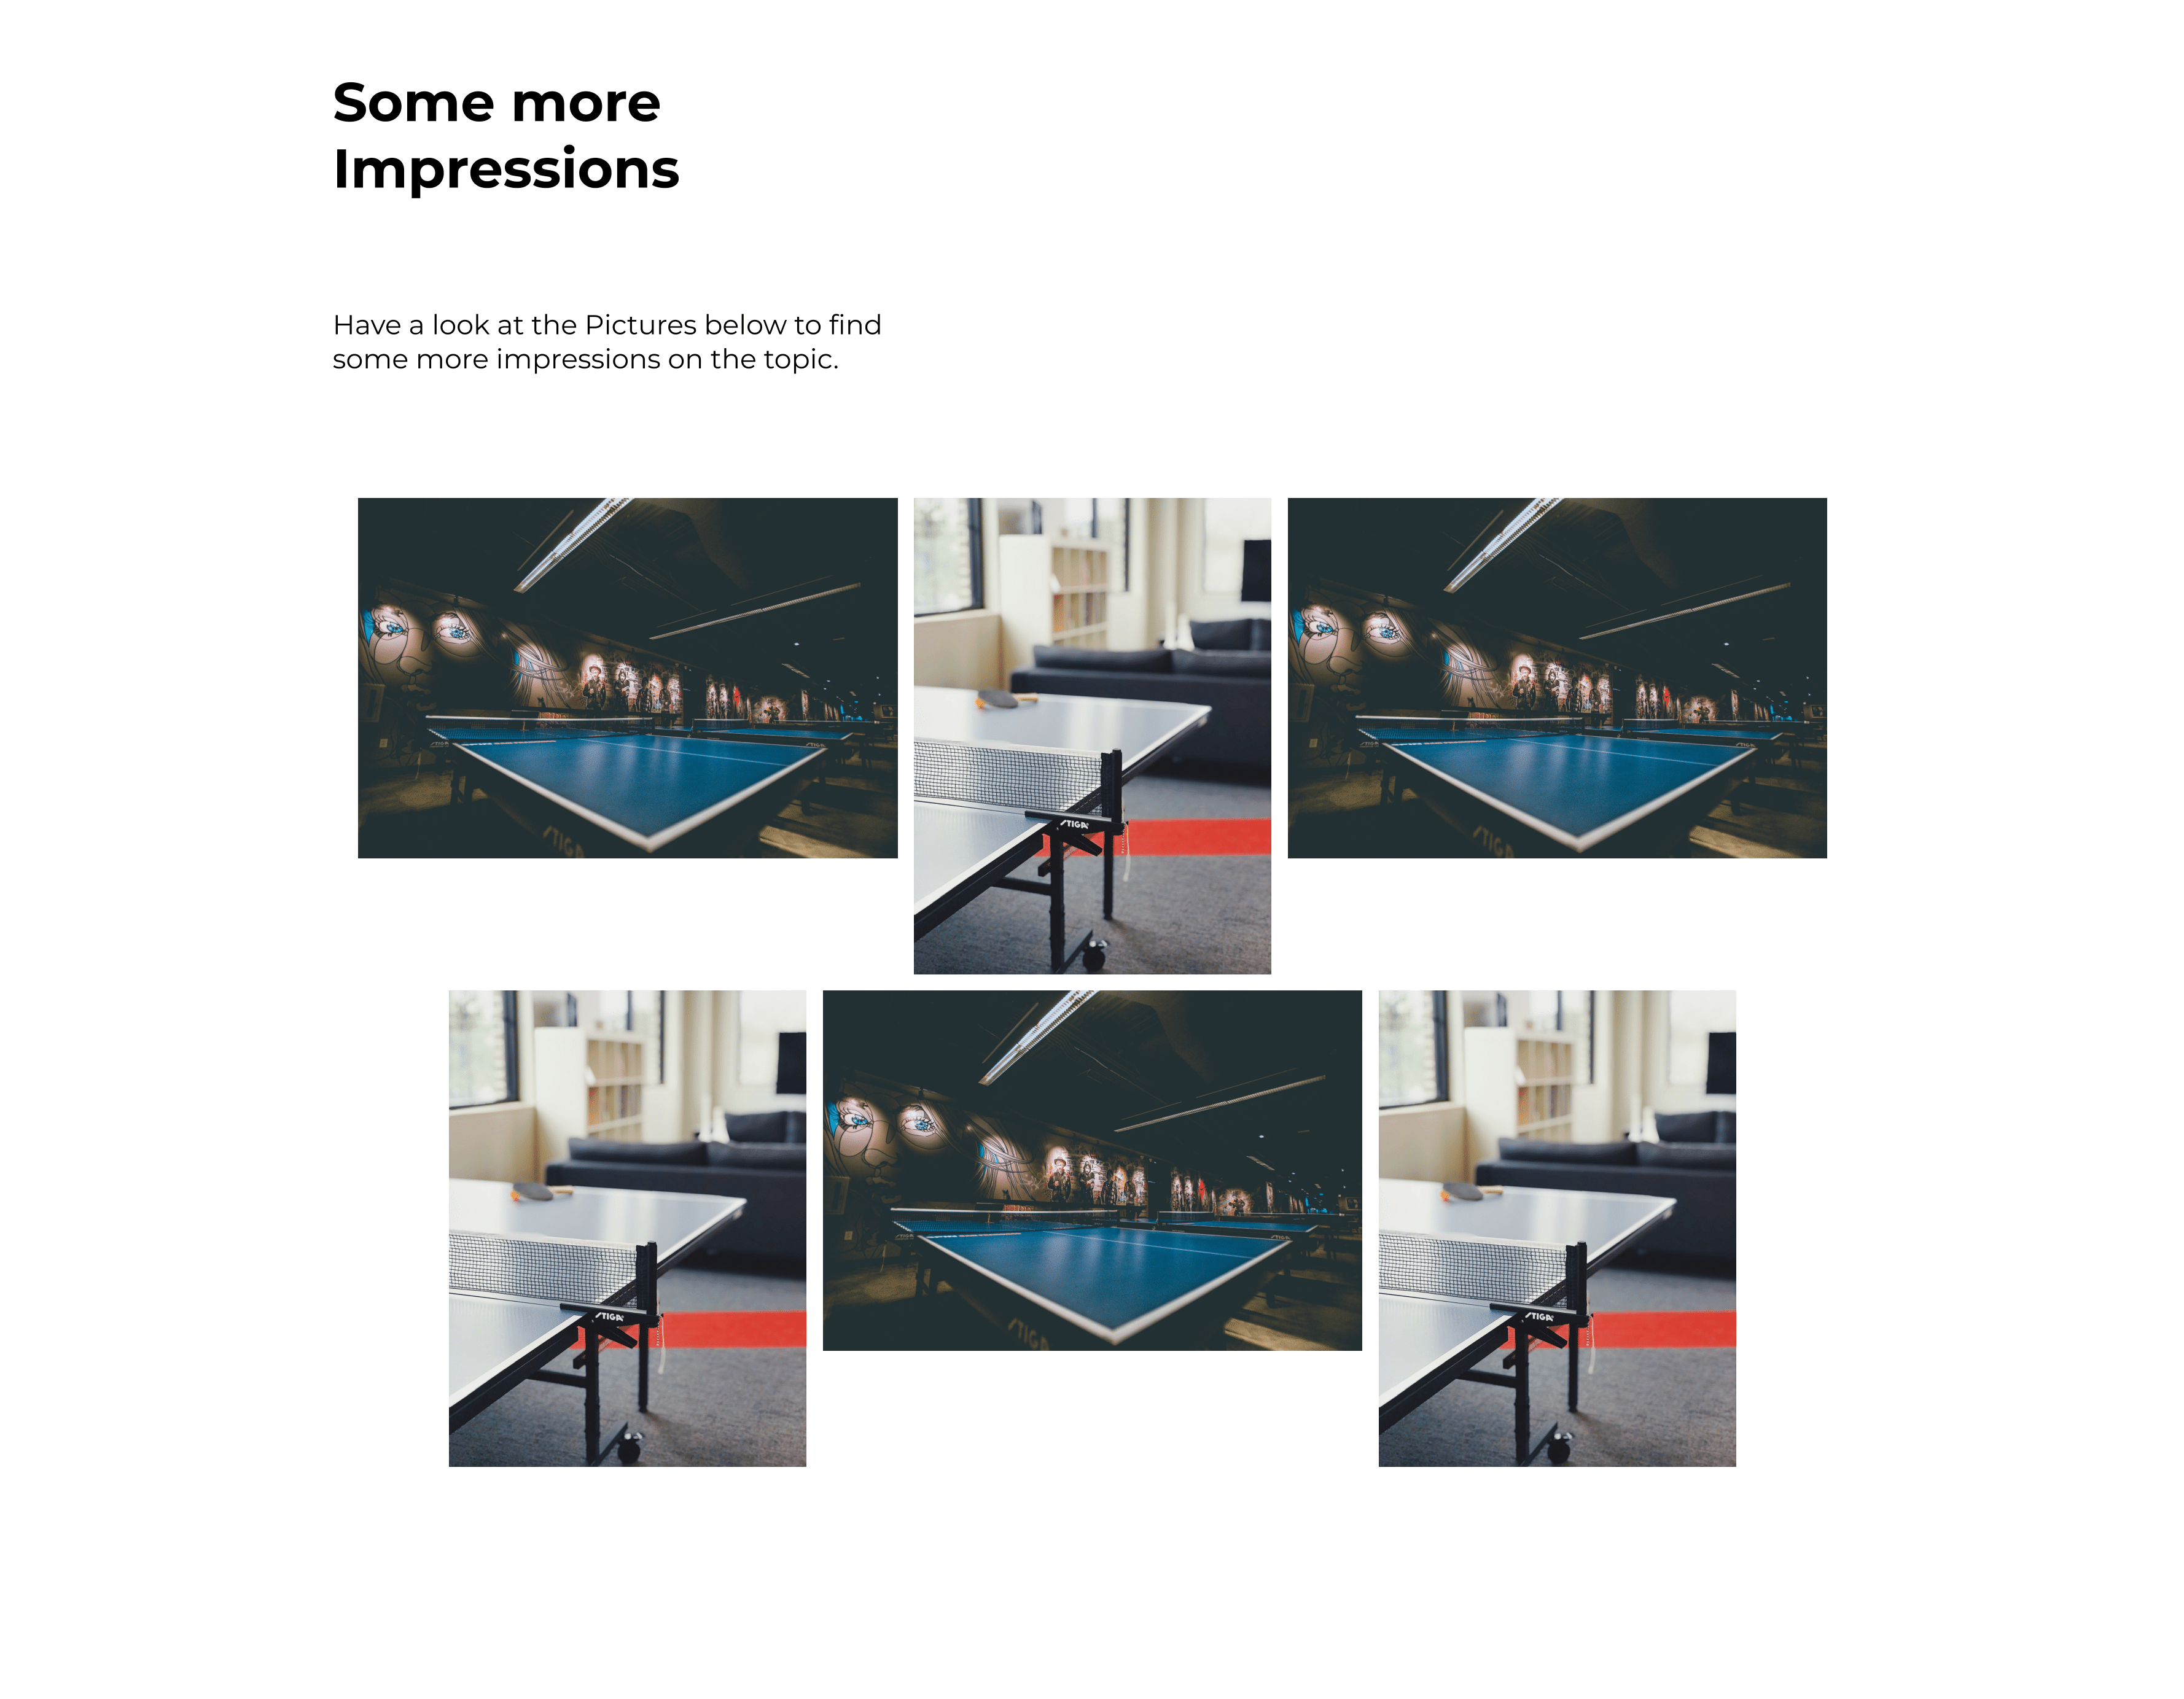 Some more
Impressions
Have a look at the Pictures below to find
some more impressions on the topic.
STIGA
STIGA
STIGA
STIGA
STIGA
STIGA